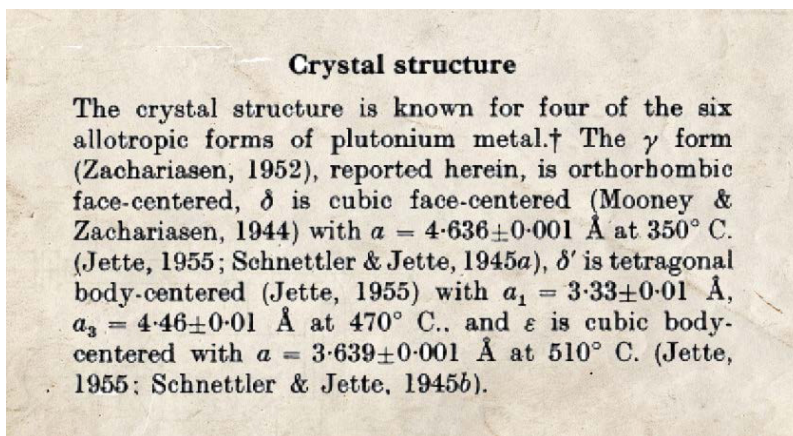 Crystal structure
The crystal structure is known for four of the six
allotropic forms of plutonium metal.† The γ form
(Zachariasen, 1952), reported herein, is orthorhombic
face-centered, δ is cubic face-centered (Mooney &
Zachariasen, 1944) with a = 4·636±0·001 Å at 350° C.
(Jette, 1955; Schnettler & Jette, 1945a), δ′ is tetragonal
body-centered (Jette, 1955) with a₁ = 3·33±0·01 Å,
a₃ = 4·46±0·01 Å at 470° C.. and ε is cubic body-
centered with a = 3·639±0·001 Å at 510° C. (Jette,
1955; Schnettler & Jette, 1945b).